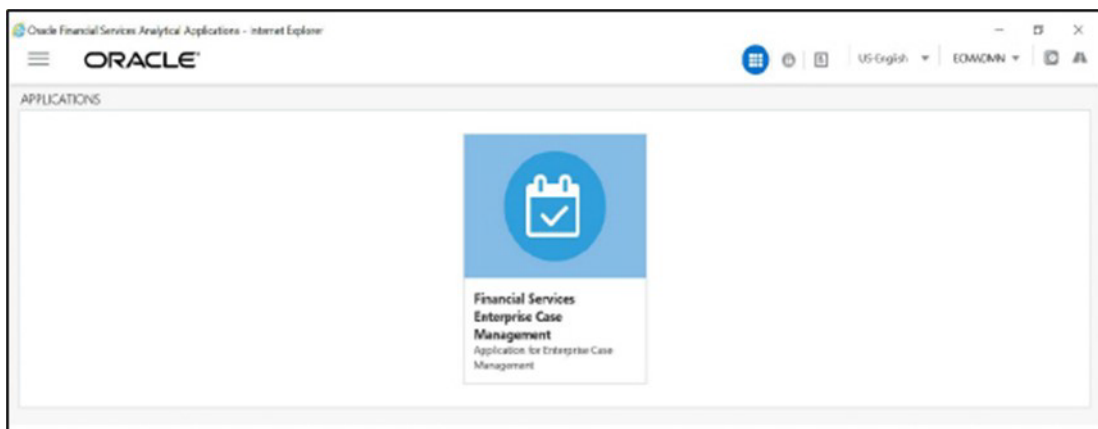 Oracle Financial Services Analytical Applications - Internet Explorer
ORACLE
US-English
ECMADMN
APPLICATIONS
Financial Services
Enterprise Case
Management
Application for Enterprise Case
Management